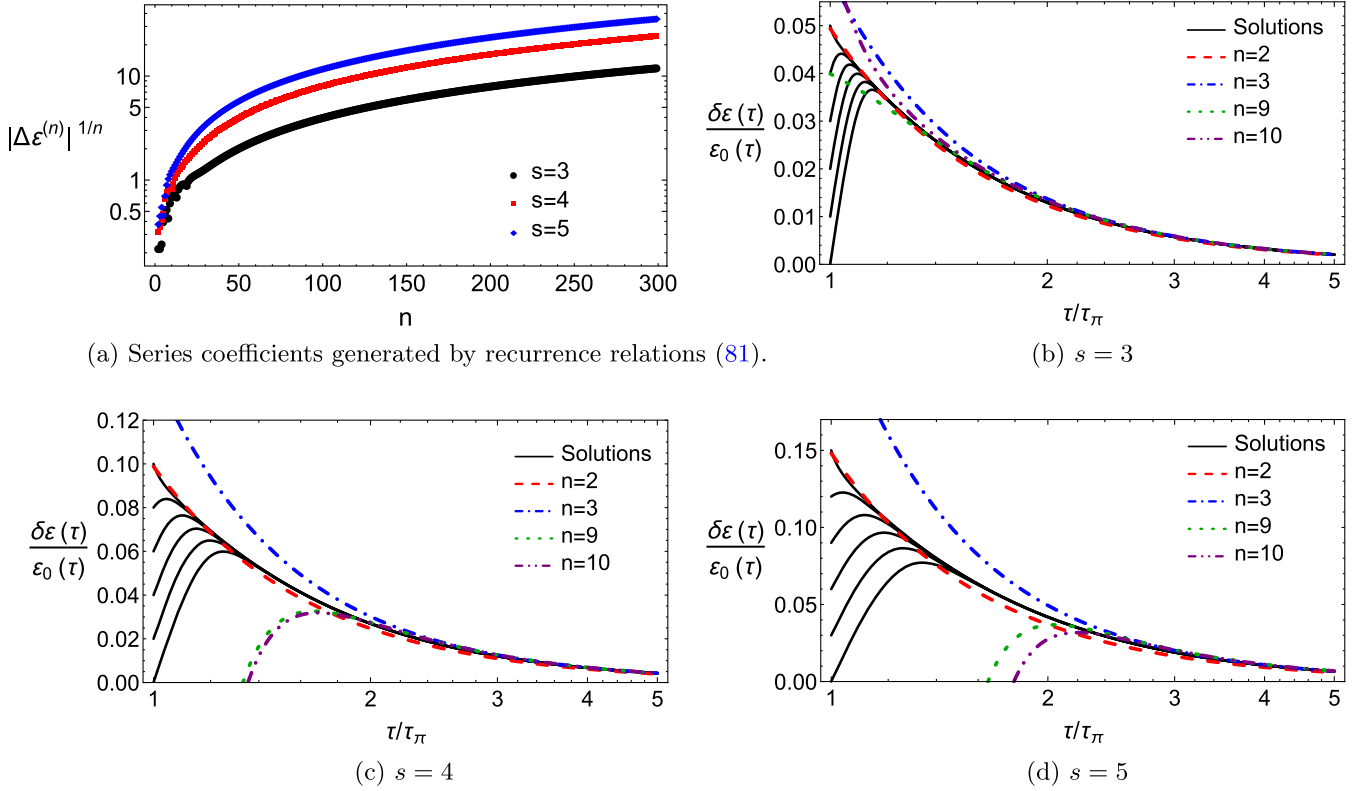 10
5
1
0.5
|Δε⁽ⁿ⁾|^1/n
s=3
s=4
s=5
0 50 100 150 200 250 300
n
(a) Series coefficients generated by recurrence relations (81).
0.05
0.04
0.03
0.02
0.01
0.00
δε(τ)
ε₀(τ)
Solutions
n=2
n=3
n=9
n=10
1 2 3 4 5
τ/τπ
(b) s = 3
0.12
0.10
0.08
0.06
0.04
0.02
0.00
δε(τ)
ε₀(τ)
Solutions
n=2
n=3
n=9
n=10
1 2 3 4 5
τ/τπ
(c) s = 4
0.15
0.10
0.05
0.00
δε(τ)
ε₀(τ)
Solutions
n=2
n=3
n=9
n=10
1 2 3 4 5
τ/τπ
(d) s = 5